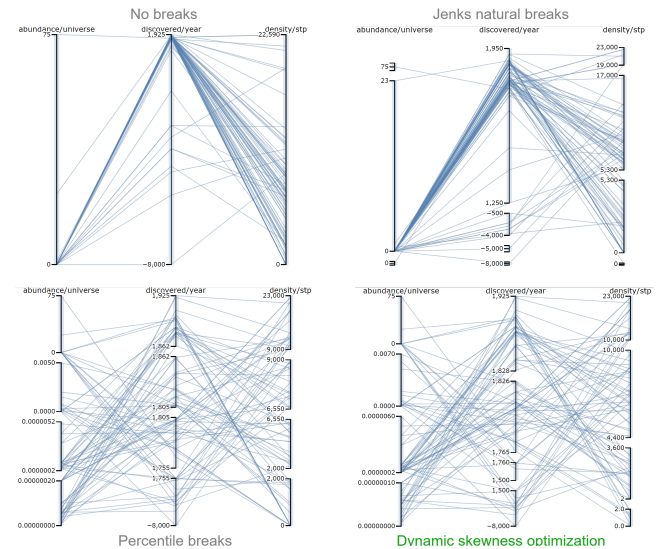 No breaks
abundance/universe discovered/year density/stp
75 1,925 22,590
0 −8,000 0
Jenks natural breaks
abundance/universe discovered/year density/stp
75 1,950 23,000
23 19,000
17,000
5,300
1,250 5,300
−500
−4,000
0 −5,000 0
0 −8,000 0
abundance/universe discovered/year density/stp
75 1,925 23,000
0 1,862 9,000
0.0050 1,862 9,000
0.0000 1,805 6,550
0.0000052 1,805 6,550
0.0000002 1,755 2,000
0.00000020 1,755 2,000
0.00000000 −8,000 0
Percentile breaks
abundance/universe discovered/year density/stp
75 1,925 23,000
0 1,828 10,000
0.0070 1,826 10,000
0.0000 1,765 4,400
0.0000060 1,760 3,600
0.0000002 1,500 2
0.00000010 1,500 2.0
0.0000000 −8,000 0.0
Dynamic skewness optimization